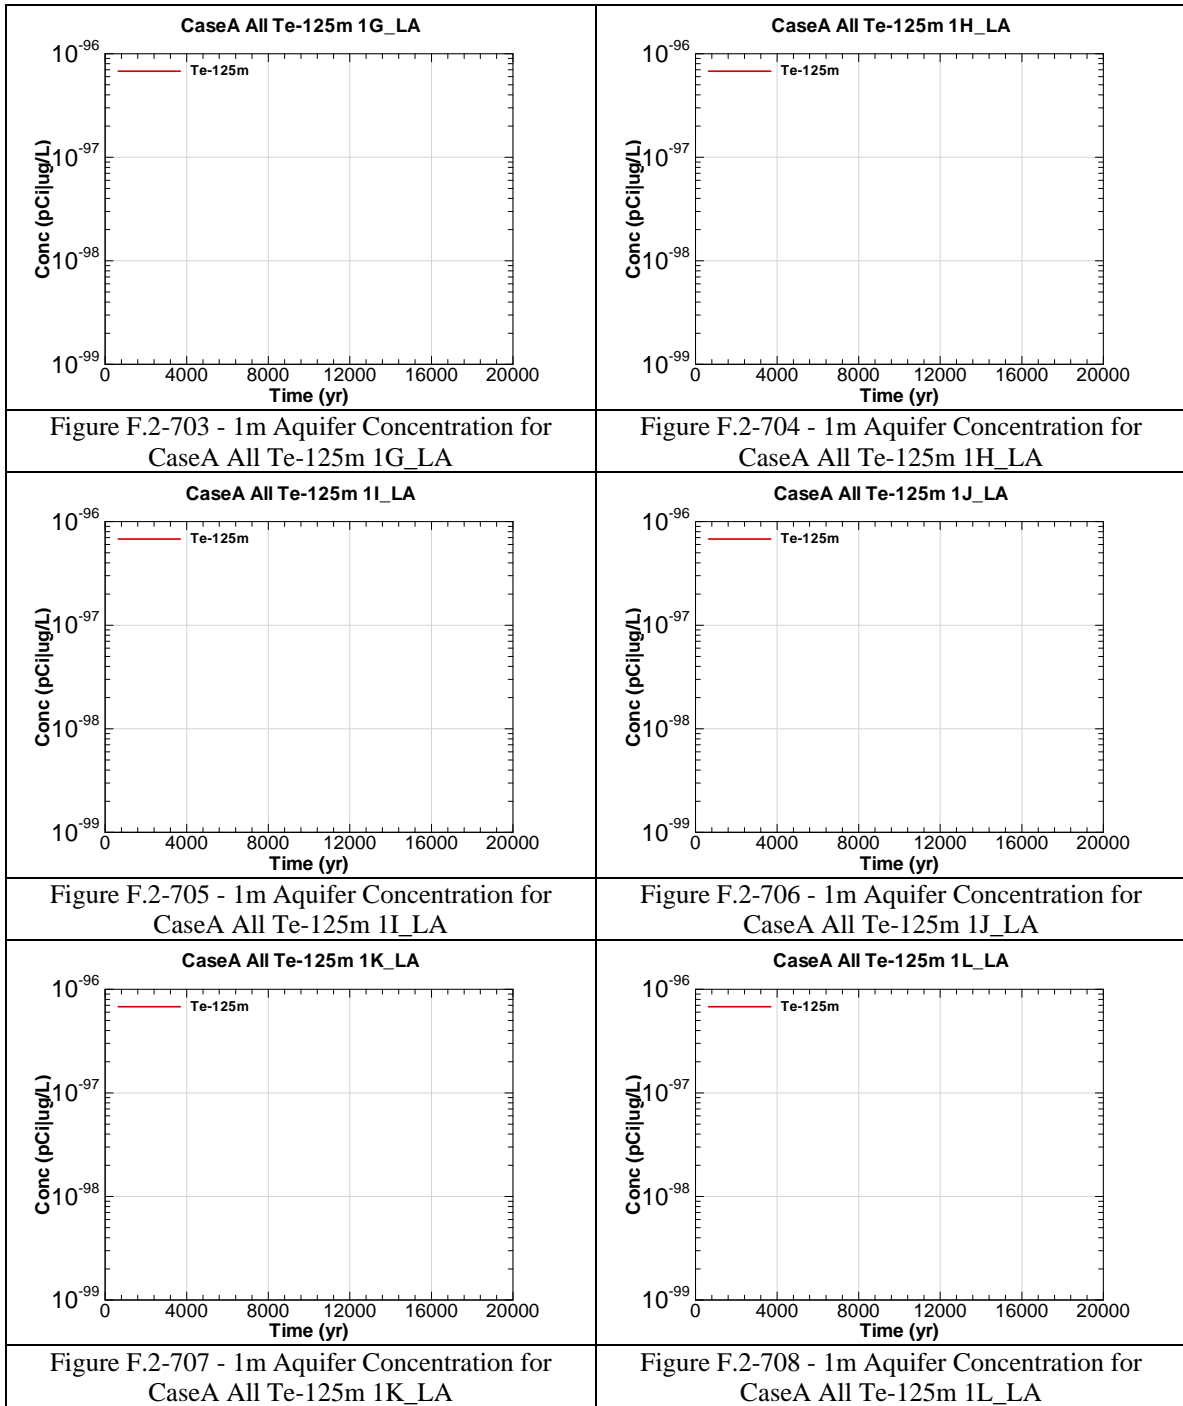 CaseA All Te-125m 1G_LA
10-96
Te-125m
10-97
Conc (pCi|ug/L)
10-98
10-99
0 4000 8000 12000 16000 20000
Time (yr)
Figure F.2-703 - 1m Aquifer Concentration for
CaseA All Te-125m 1G_LA
CaseA All Te-125m 1H_LA
10-96
Te-125m
10-97
Conc (pCi|ug/L)
10-98
10-99
0 4000 8000 12000 16000 20000
Time (yr)
Figure F.2-704 - 1m Aquifer Concentration for
CaseA All Te-125m 1H_LA
CaseA All Te-125m 1I_LA
10-96
Te-125m
10-97
Conc (pCi|ug/L)
10-98
10-99
0 4000 8000 12000 16000 20000
Time (yr)
Figure F.2-705 - 1m Aquifer Concentration for
CaseA All Te-125m 1I_LA
CaseA All Te-125m 1J_LA
10-96
Te-125m
10-97
Conc (pCi|ug/L)
10-98
10-99
0 4000 8000 12000 16000 20000
Time (yr)
Figure F.2-706 - 1m Aquifer Concentration for
CaseA All Te-125m 1J_LA
CaseA All Te-125m 1K_LA
10-96
Te-125m
10-97
Conc (pCi|ug/L)
10-98
10-99
0 4000 8000 12000 16000 20000
Time (yr)
Figure F.2-707 - 1m Aquifer Concentration for
CaseA All Te-125m 1K_LA
CaseA All Te-125m 1L_LA
10-96
Te-125m
10-97
Conc (pCi|ug/L)
10-98
10-99
0 4000 8000 12000 16000 20000
Time (yr)
Figure F.2-708 - 1m Aquifer Concentration for
CaseA All Te-125m 1L_LA